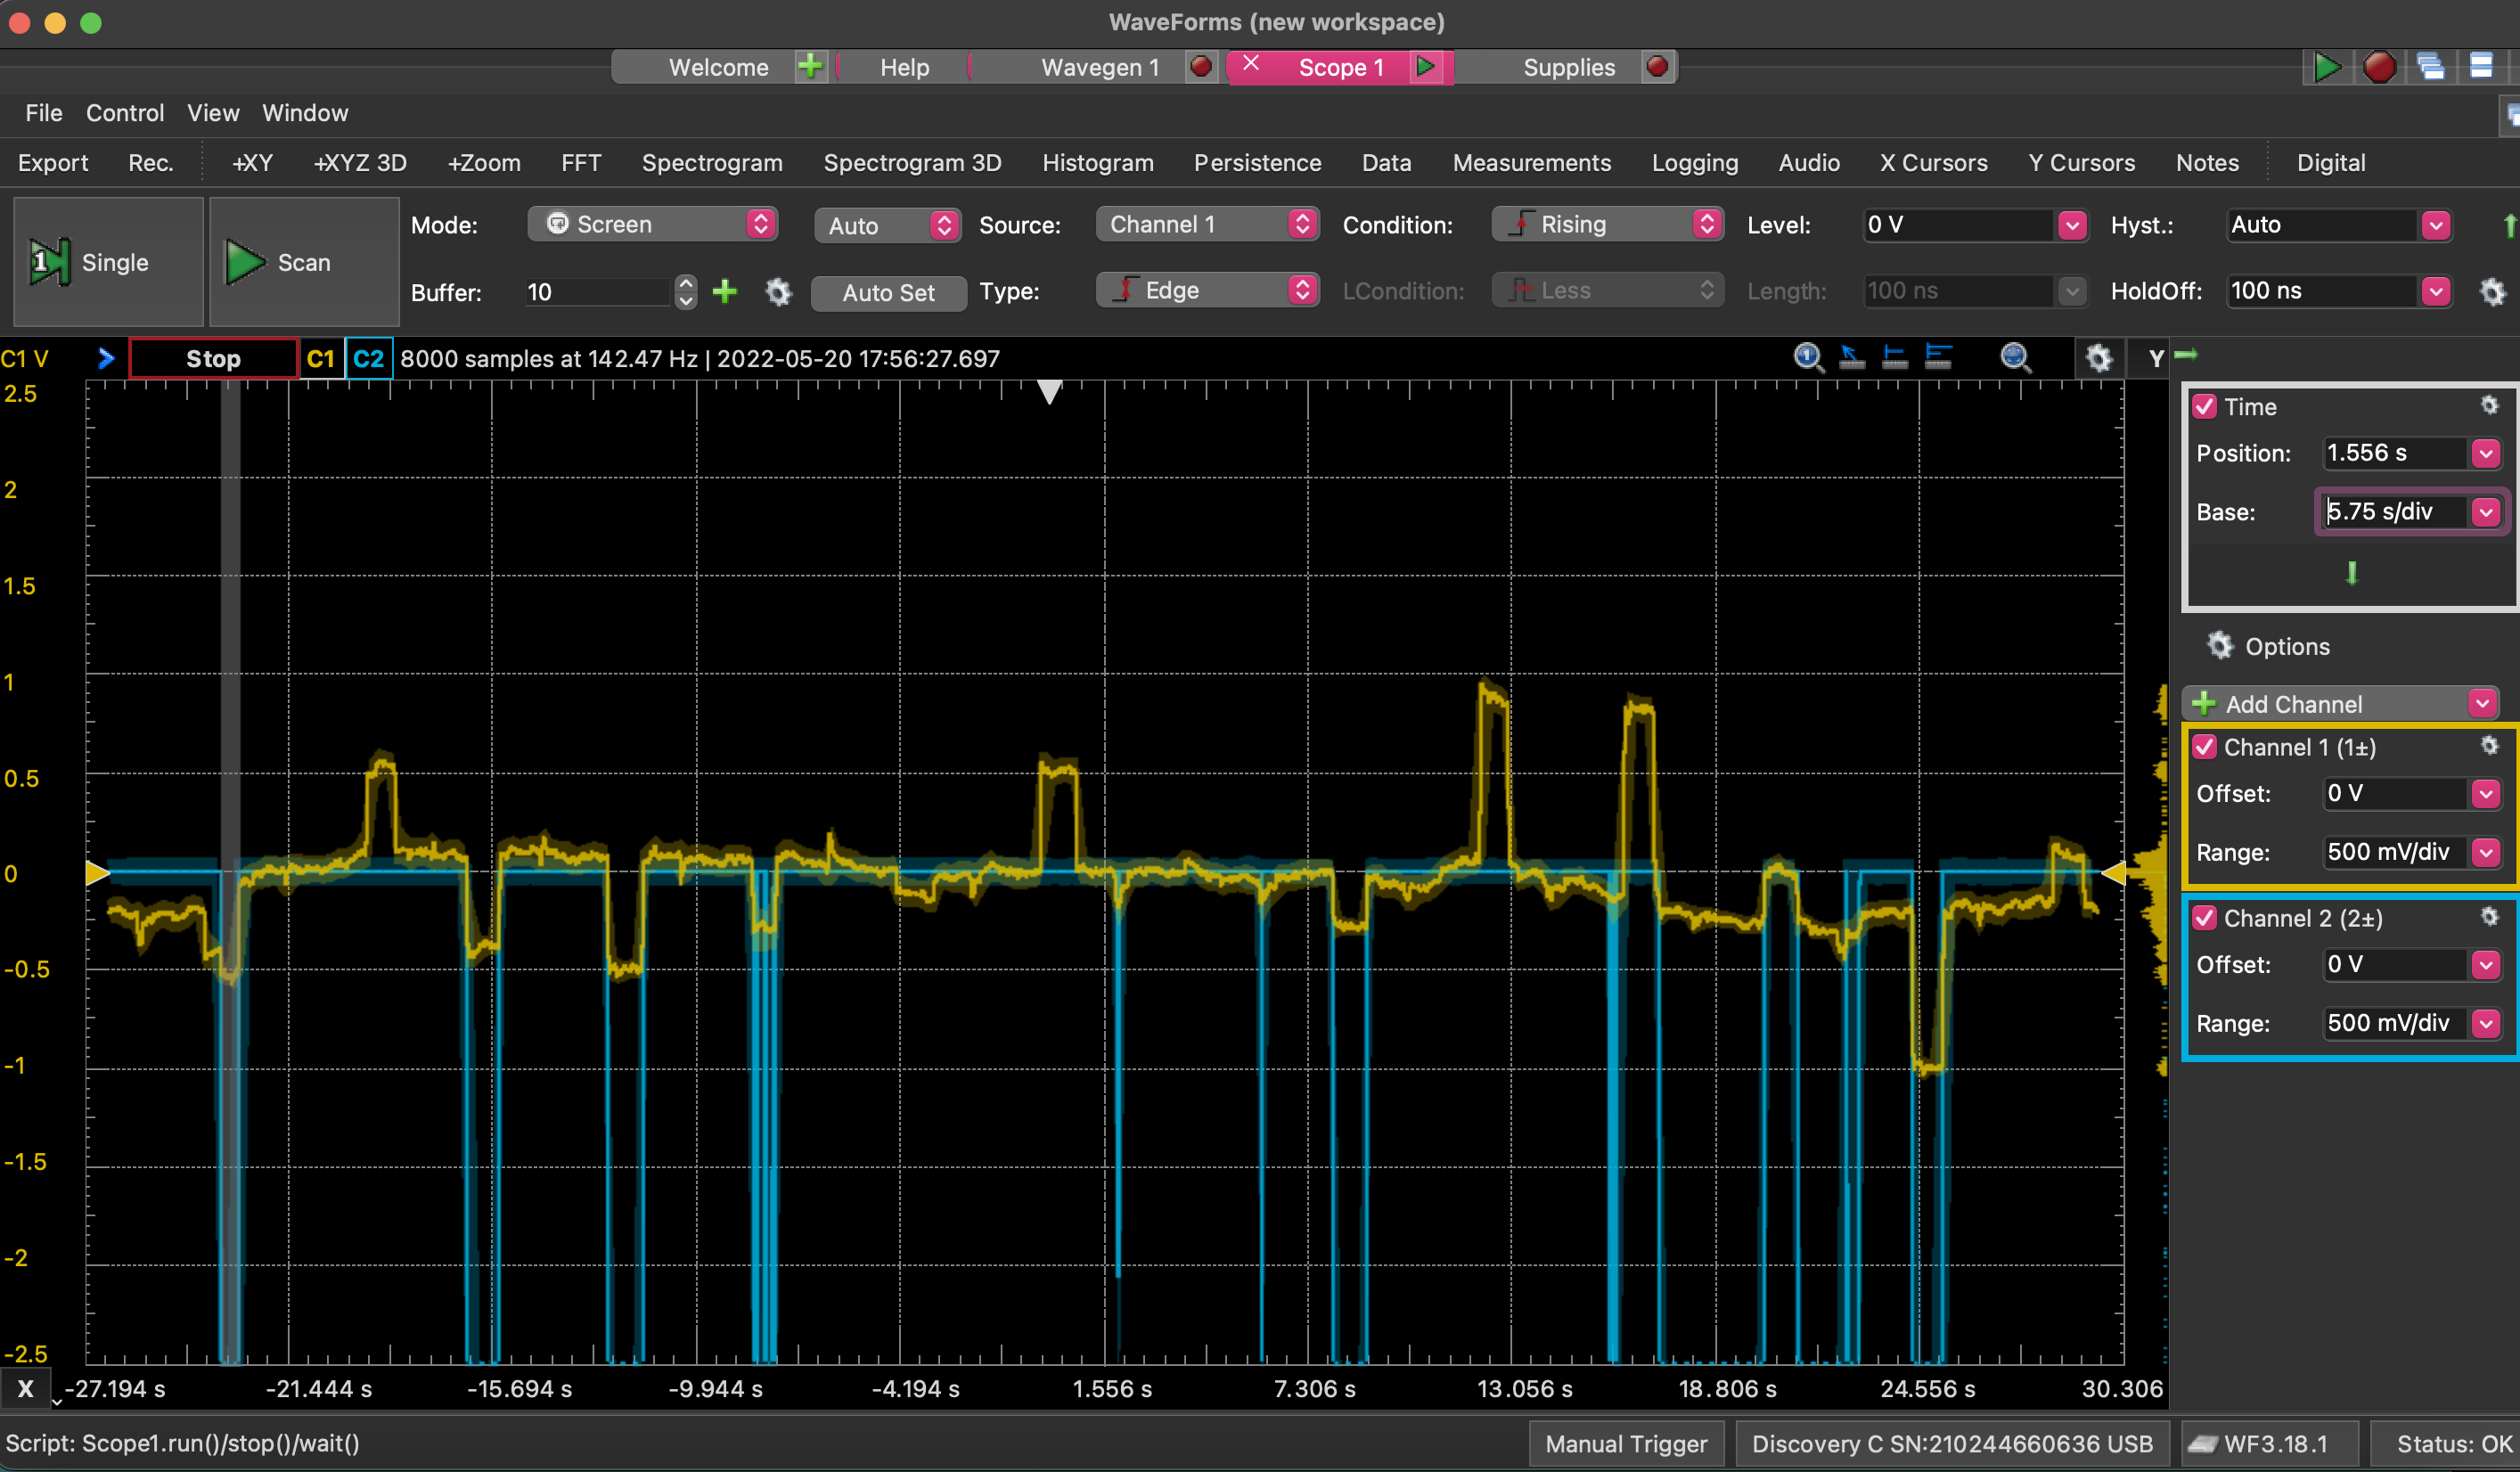 WaveForms (new workspace)
Welcome Help Wavegen 1 Scope 1 Supplies
File Control View Window
Export Rec. +XY +XYZ 3D +Zoom FFT Spectrogram Spectrogram 3D Histogram Persistence Data Measurements Logging Audio X Cursors Y Cursors Notes Digital
1 Single Scan Mode: Screen Auto Source: Channel 1 Condition: Rising Level: 0 V Hyst.: Auto
Buffer: 10 Auto Set Type: Edge LCondition: Less Length: 100 ns HoldOff: 100 ns
C1 V Stop C1 C2 8000 samples at 142.47 Hz | 2022-05-20 17:56:27.697 1 Y
2.5
2
1.5
1
0.5
0
-0.5
-1
-1.5
-2
-2.5
X -27.194 s -21.444 s -15.694 s -9.944 s -4.194 s 1.556 s 7.306 s 13.056 s 18.806 s 24.556 s 30.306
Time
Position: 1.556 s
Base: 5.75 s/div
Options
Add Channel
Channel 1 (1±)
Offset: 0 V
Range: 500 mV/div
Channel 2 (2±)
Offset: 0 V
Range: 500 mV/div
Script: Scope1.run()/stop()/wait() Manual Trigger Discovery C SN:210244660636 USB WF3.18.1 Status: OK